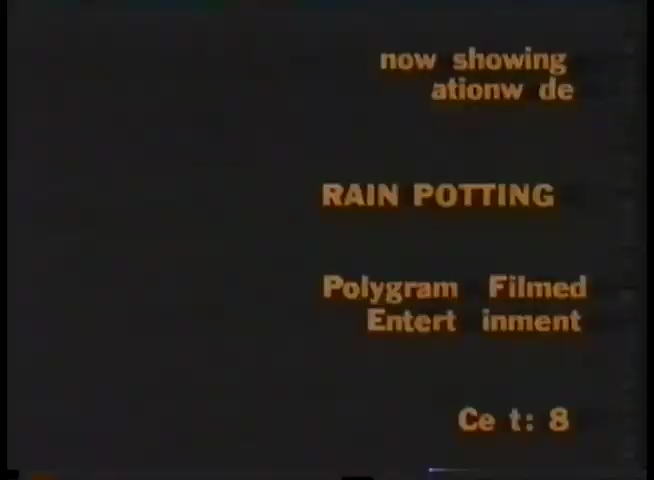 now showing
ationw de
RAIN POTTING
Polygram Filmed
Entert inment
Ce t: 8